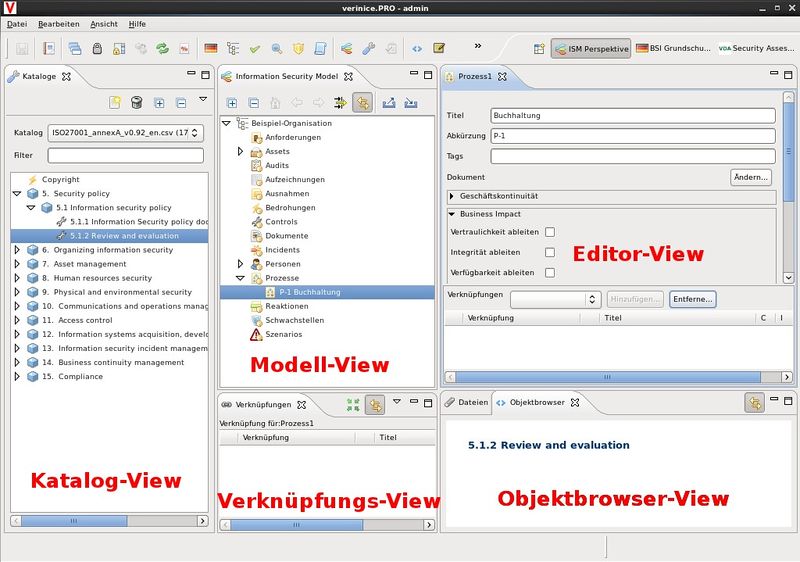 verinice.PRO - admin
Datei Bearbeiten Ansicht Hilfe
» ISM Perspektive BSI Grundschu... VDA Security Asses...
Kataloge
Katalog ISO27001_annexA_v0.92_en.csv (17
Filter
Copyright
5. Security policy
5.1 Information security policy
5.1.1 Information Security policy doc
5.1.2 Review and evaluation
6. Organizing information security
7. Asset management
8. Human resources security
9. Physical and environmental security
10. Communications and operations manag
11. Access control
12. Information systems acquisition, develo
13. Information security incident managem
14. Business continuity management
15. Compliance
Katalog-View
Information Security Model
Beispiel-Organisation
Anforderungen
Assets
Audits
Aufzeichnungen
Ausnahmen
Bedrohungen
Controls
Dokumente
Incidents
Personen
Prozesse
P-1 Buchhaltung
Reaktionen
Schwachstellen
Szenarios
Modell-View
Verknüpfungen
Verknüpfung für:Prozess1
Verknüpfung Titel
Verknüpfungs-View
Prozess1
Titel Buchhaltung
Abkürzung P-1
Tags
Dokument Ändern...
Geschäftskontinuität
Business Impact
Vertraulichkeit ableiten
Integrität ableiten
Verfügbarkeit ableiten
Editor-View
Verknüpfungen Hinzufügen... Entferne...
Verknüpfung Titel C I
Dateien Objektbrowser
5.1.2 Review and evaluation
Objektbrowser-View